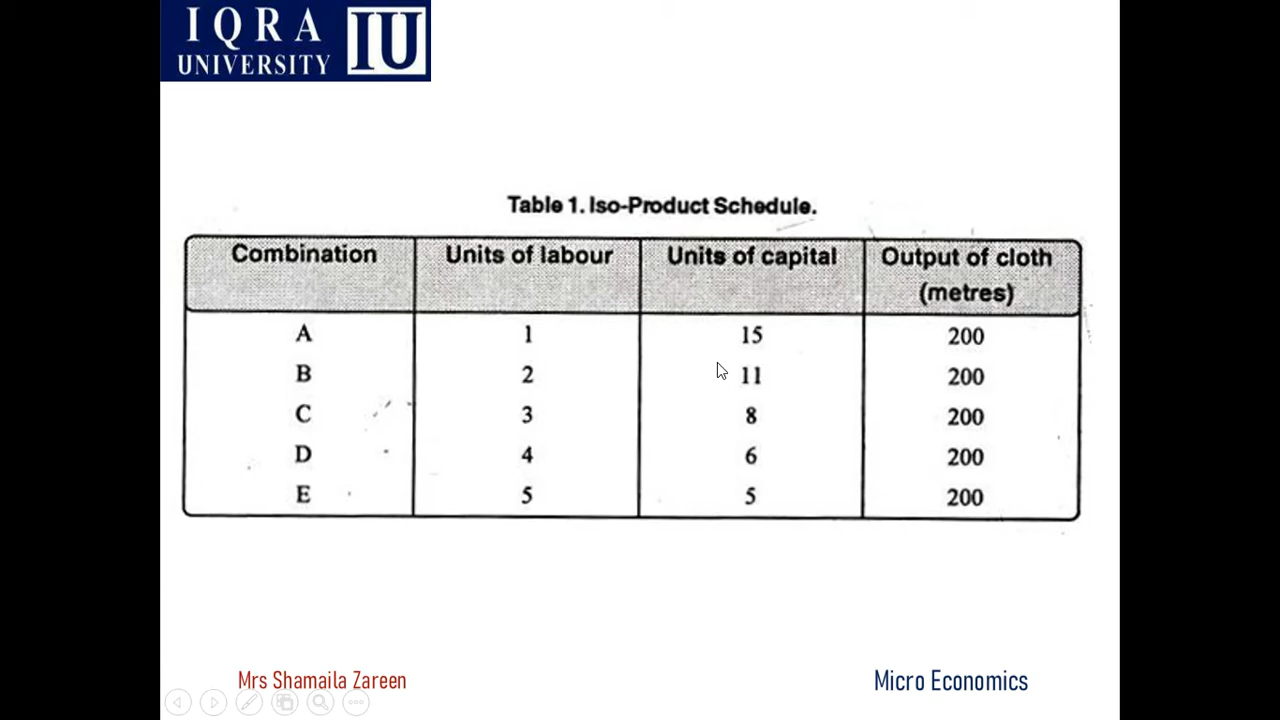 IQRA
UNIVERSITY IU
Table 1. Iso-Product Schedule.
Combination Units of labour Units of capital Output of cloth (metres)
A 1 15 200
B 2 11 200
C 3 8 200
D 4 6 200
E 5 5 200
Mrs Shamaila Zareen Micro Economics